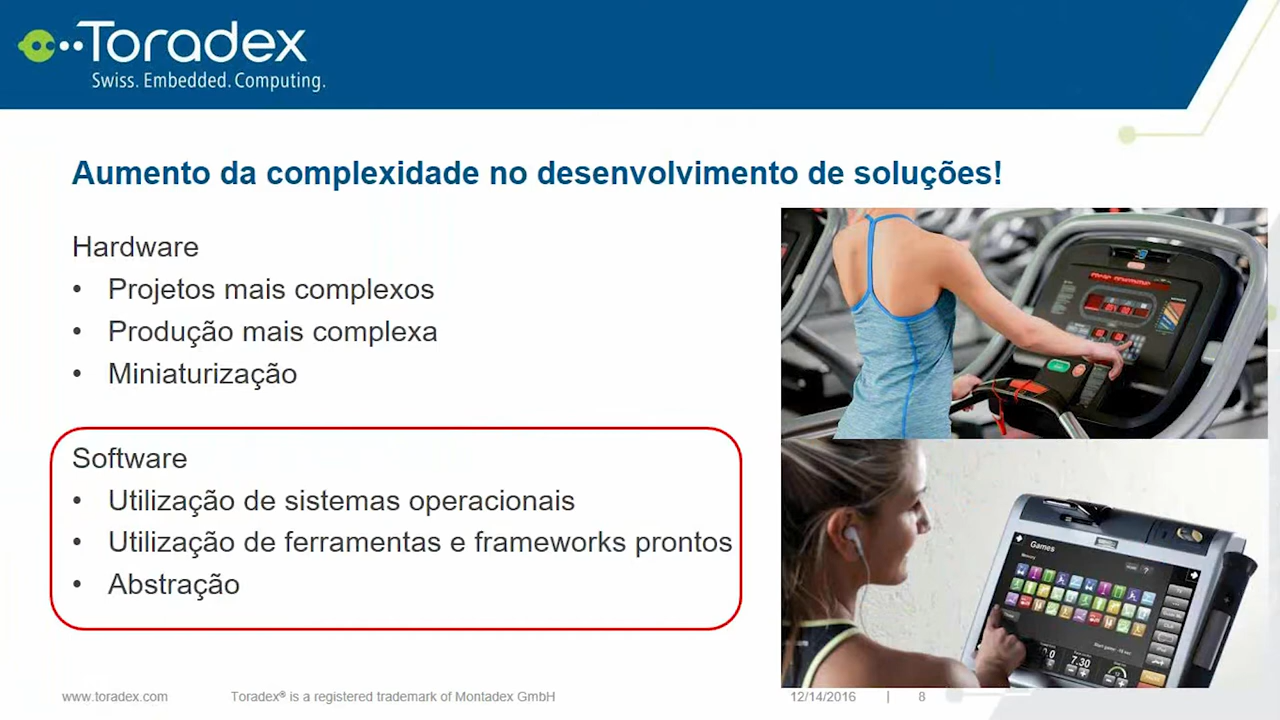 Toradex
Swiss. Embedded. Computing.
Aumento da complexidade no desenvolvimento de soluções!
Hardware
• Projetos mais complexos
• Produção mais complexa
• Miniaturização
Software
• Utilização de sistemas operacionais
• Utilização de ferramentas e frameworks prontos
• Abstração
Games
7.30
www.toradex.com
Toradex® is a registered trademark of Montadex GmbH
12/14/2016 | 8